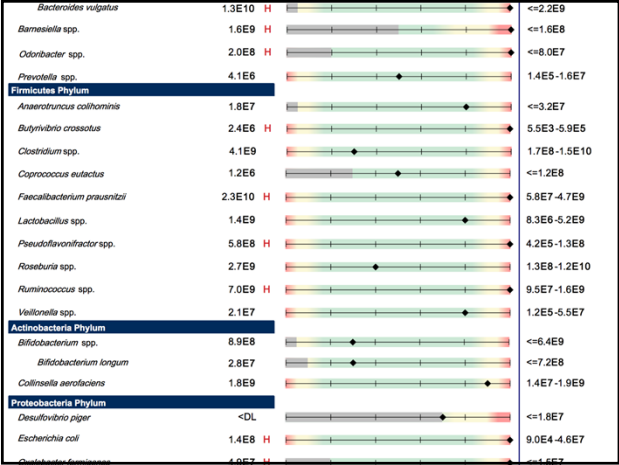 Bacteroides vulgatus 1.3E10 H <=2.2E9
Barnesiella spp. 1.6E9 H <=1.6E8
Odoribacter spp. 2.0E8 H <=8.0E7
Prevotella spp. 4.1E6 1.4E5-1.6E7
Firmicutes Phylum
Anaerotruncus colihominis 1.8E7 <=3.2E7
Butyrivibrio crossotus 2.4E6 H 5.5E3-5.9E5
Clostridium spp. 4.1E9 1.7E8-1.5E10
Coprococcus eutactus 1.2E6 <=1.2E8
Faecalibacterium prausnitzii 2.3E10 H 5.8E7-4.7E9
Lactobacillus spp. 1.4E9 8.3E6-5.2E9
Pseudoflavonifractor spp. 5.8E8 H 4.2E5-1.3E8
Roseburia spp. 2.7E9 1.3E8-1.2E10
Ruminococcus spp. 7.0E9 H 9.5E7-1.6E9
Veillonella spp. 2.1E7 1.2E5-5.5E7
Actinobacteria Phylum
Bifidobacterium spp. 8.9E8 <=6.4E9
Bifidobacterium longum 2.8E7 <=7.2E8
Collinsella aerofaciens 1.8E9 1.4E7-1.9E9
Proteobacteria Phylum
Desulfovibrio piger <DL <=1.8E7
Escherichia coli 1.4E8 H 9.0E4-4.6E7
H <=1.5E7